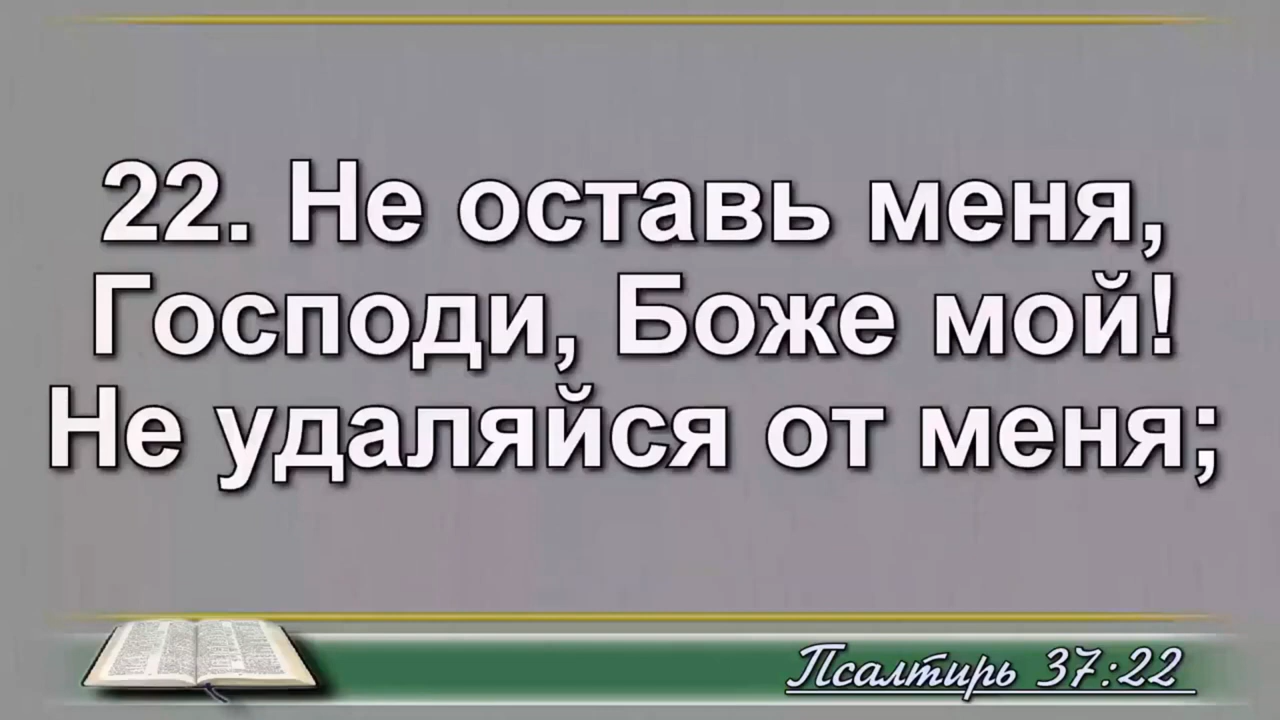 22. Не оставь меня,
Господи, Боже мой!
Не удаляйся от меня;
Псалтирь 37:22